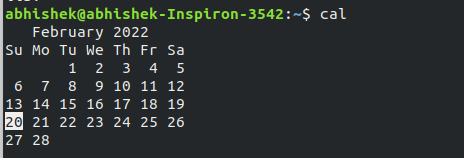 abhishek@abhishek-Inspiron-3542:~$ cal
   February 2022
Su Mo Tu We Th Fr Sa
       1  2  3  4  5
 6  7  8  9 10 11 12
13 14 15 16 17 18 19
20 21 22 23 24 25 26
27 28